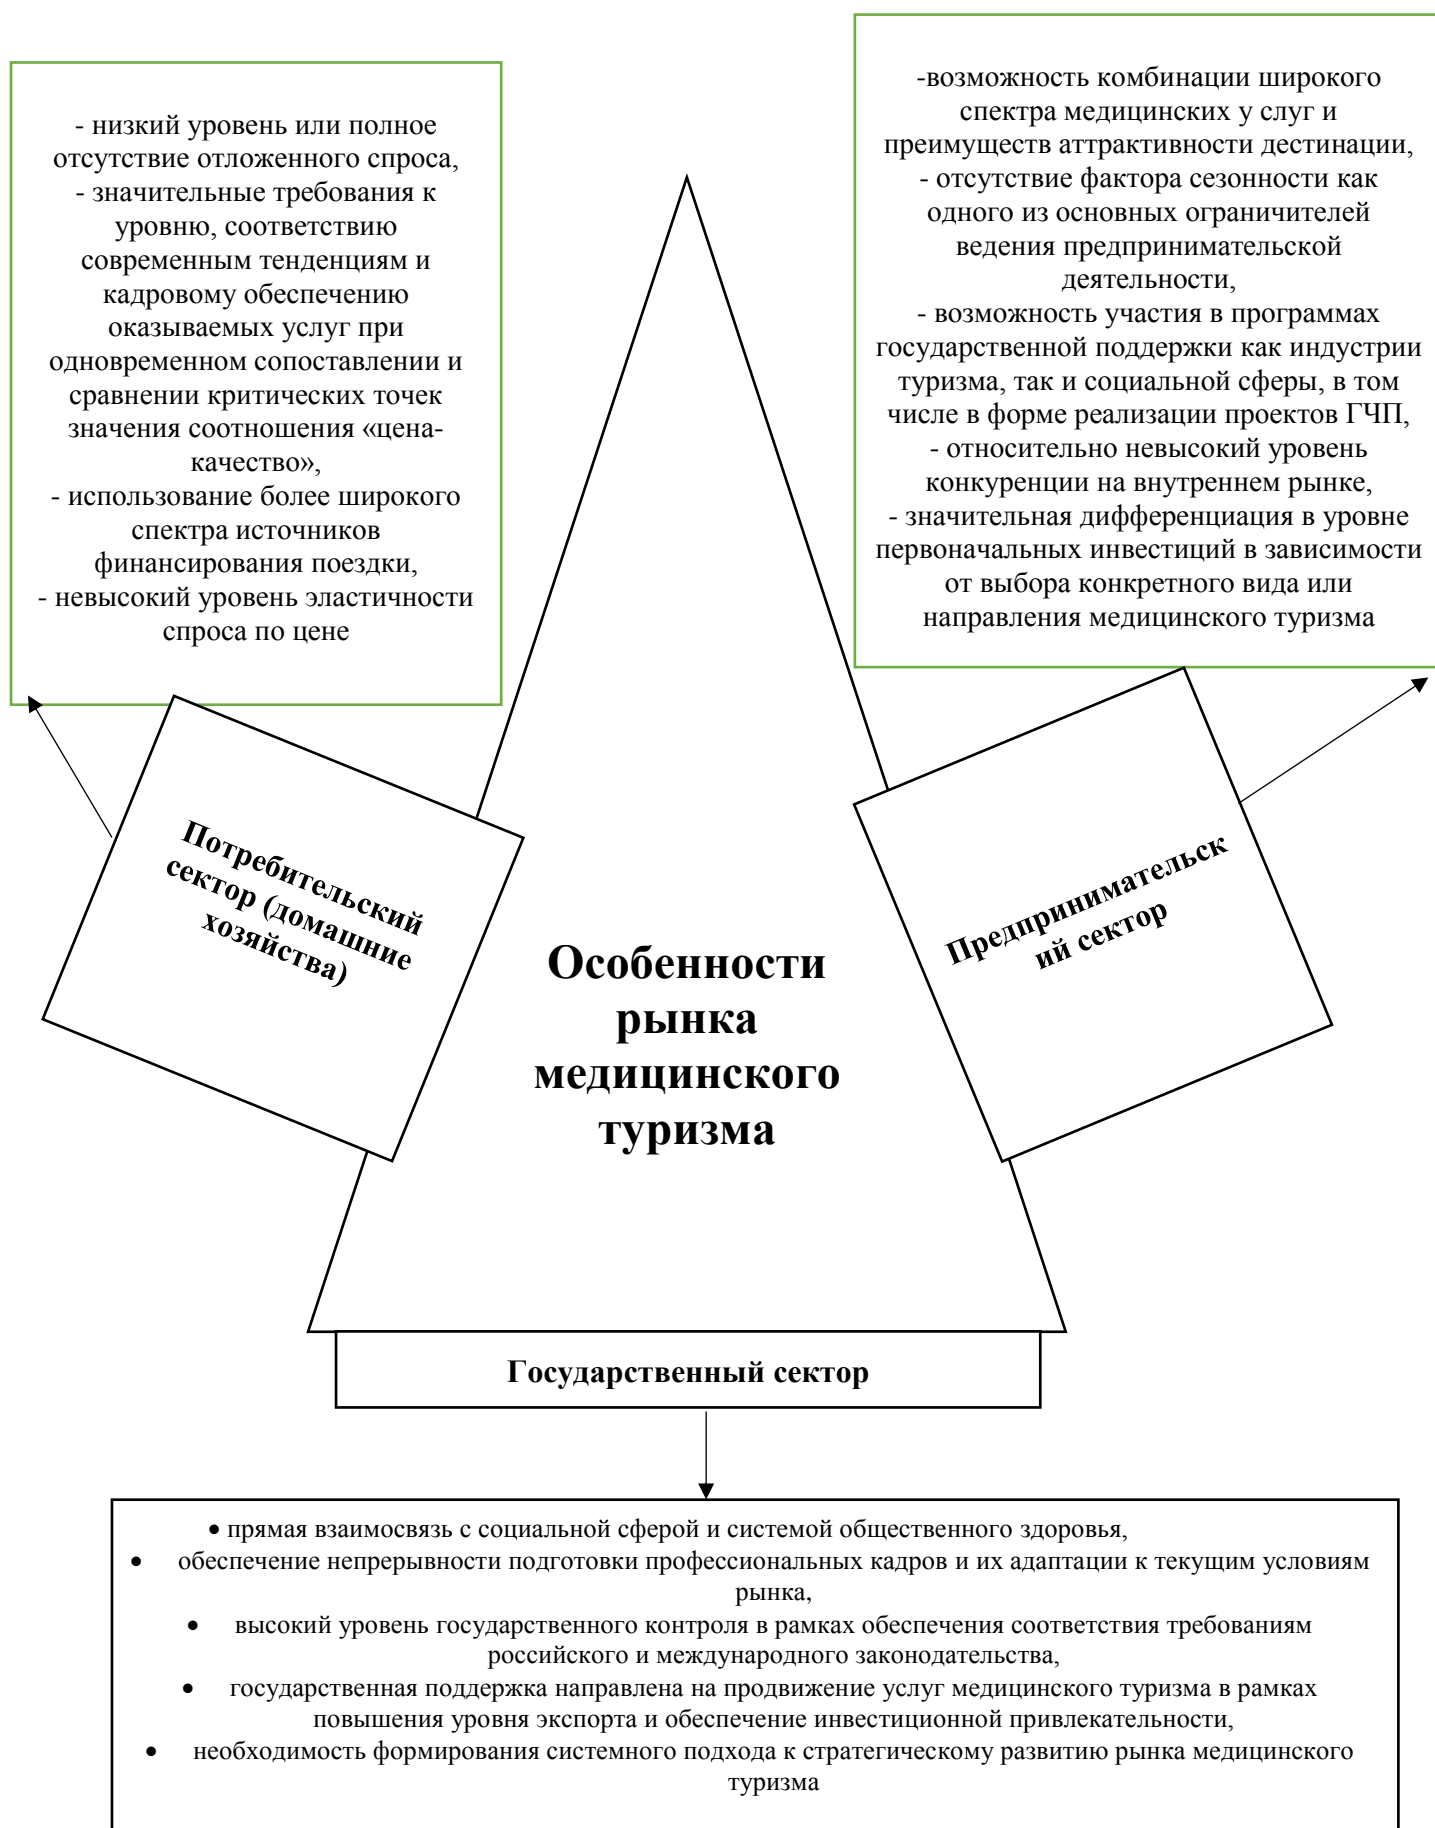 - низкий уровень или полное
отсутствие отложенного спроса,
- значительные требования к
уровню, соответствию
современным тенденциям и
кадровому обеспечению
оказываемых услуг при
одновременном сопоставлении и
сравнении критических точек
значения соотношения «цена-
качество»,
- использование более широкого
спектра источников
финансирования поездки,
- невысокий уровень эластичности
спроса по цене
-возможность комбинации широкого
спектра медицинских у слуг и
преимуществ аттрактивности дестинации,
- отсутствие фактора сезонности как
одного из основных ограничителей
ведения предпринимательской
деятельности,
- возможность участия в программах
государственной поддержки как индустрии
туризма, так и социальной сферы, в том
числе в форме реализации проектов ГЧП,
- относительно невысокий уровень
конкуренции на внутреннем рынке,
- значительная дифференциация в уровне
первоначальных инвестиций в зависимости
от выбора конкретного вида или
направления медицинского туризма
Потребительский
сектор (домашние
хозяйства)
Предпринимательск
ий сектор
Особенности
рынка
медицинского
туризма
Государственный сектор
• прямая взаимосвязь с социальной сферой и системой общественного здоровья,
• обеспечение непрерывности подготовки профессиональных кадров и их адаптации к текущим условиям
рынка,
• высокий уровень государственного контроля в рамках обеспечения соответствия требованиям
российского и международного законодательства,
• государственная поддержка направлена на продвижение услуг медицинского туризма в рамках
повышения уровня экспорта и обеспечение инвестиционной привлекательности,
• необходимость формирования системного подхода к стратегическому развитию рынка медицинского
туризма